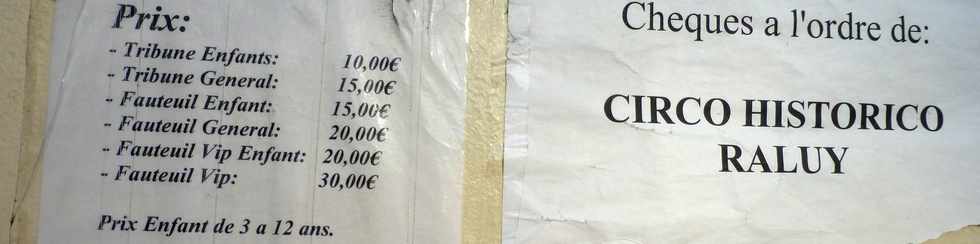 Prix:
- Tribune Enfants: 10,00€
- Tribune General: 15,00€
- Fauteuil Enfant: 15,00€
- Fauteuil General: 20,00€
- Fauteuil Vip Enfant: 20,00€
- Fauteuil Vip: 30,00€
Prix Enfant de 3 a 12 ans.
Cheques a l'ordre de:
CIRCO HISTORICO
RALUY